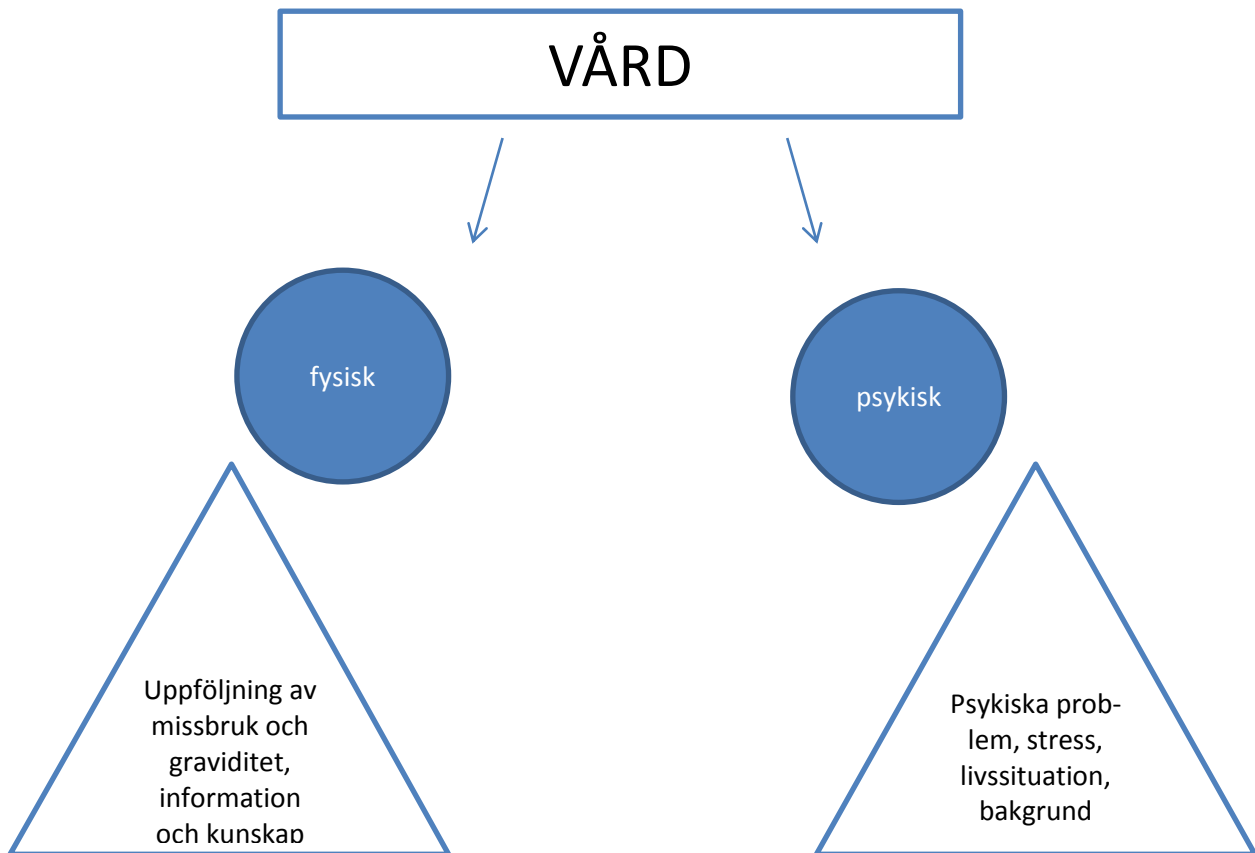 VÅRD
fysisk
psykisk
Uppföljning av
missbruk och
graviditet,
information
och kunskap
Psykiska prob-
lem, stress,
livssituation,
bakgrund